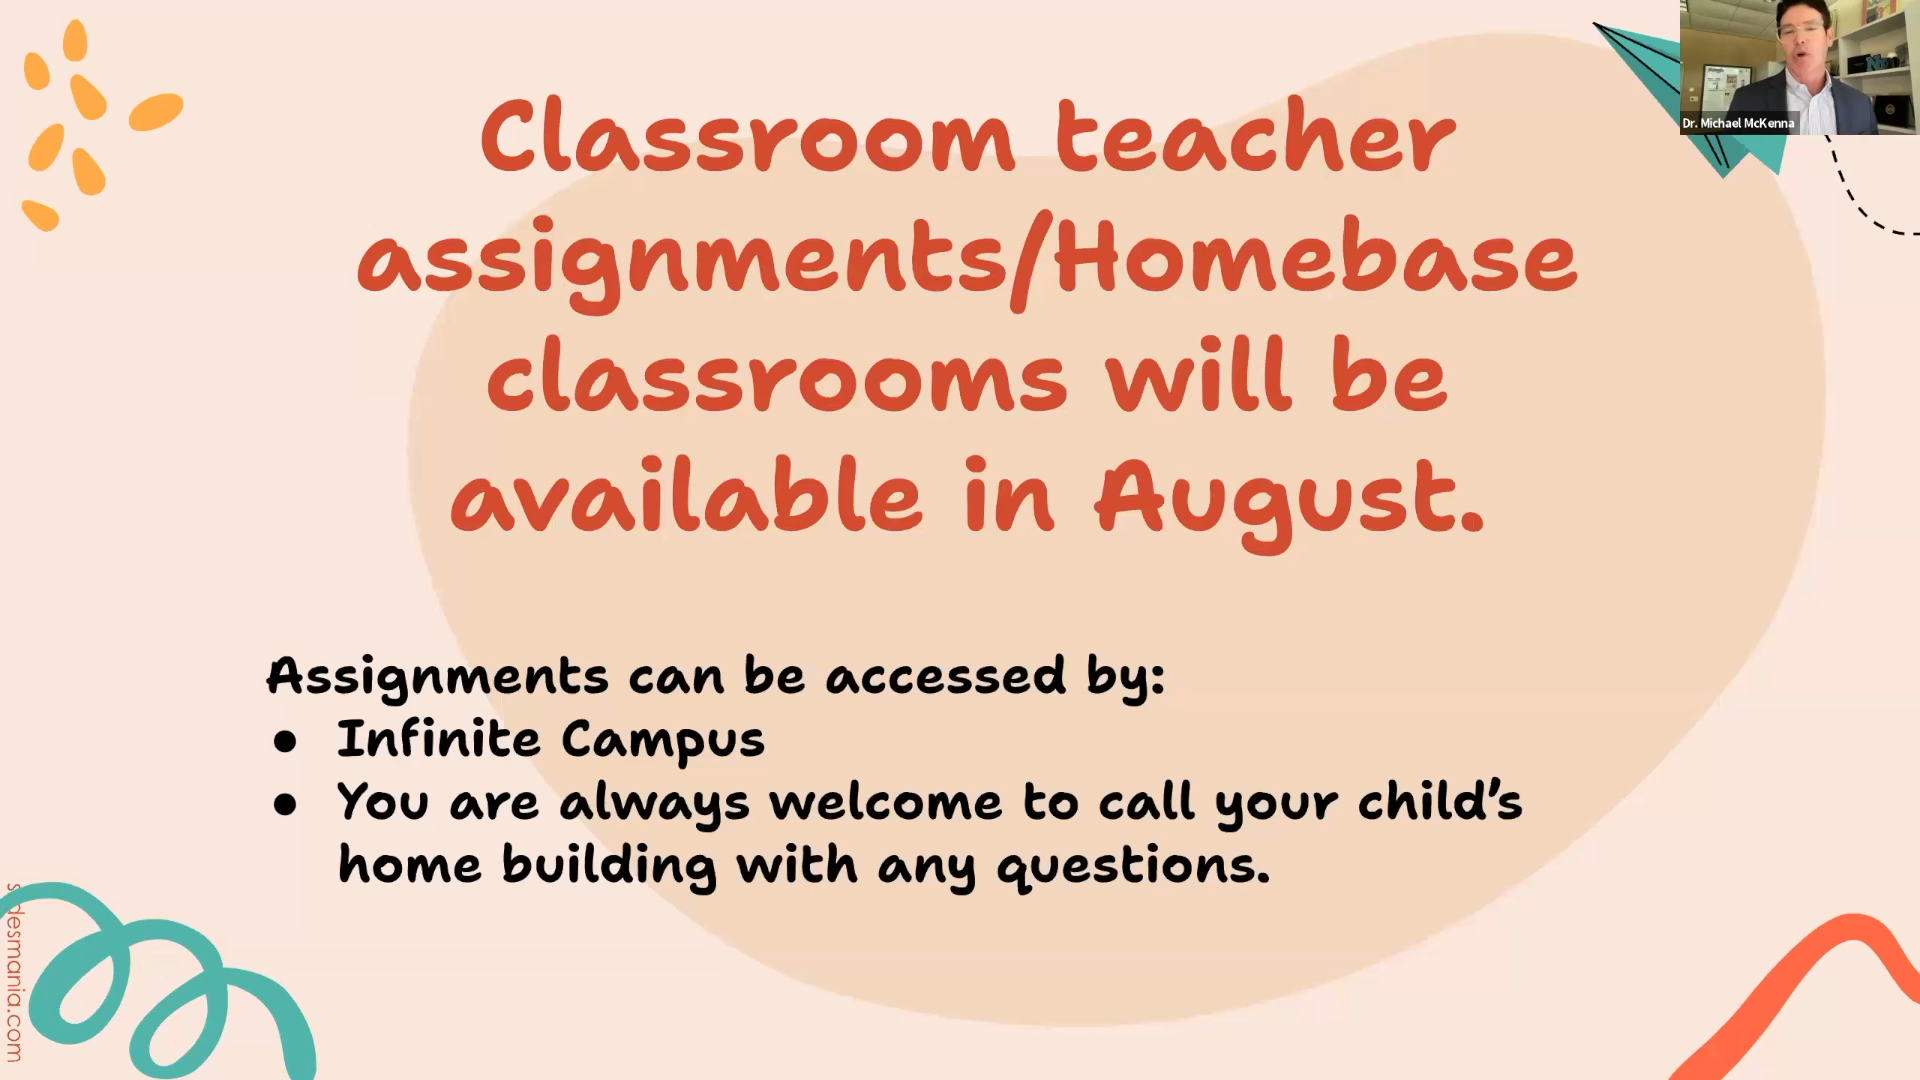 Classroom teacher
assignments/Homebase
classrooms will be
available in August.
Assignments can be accessed by:
● Infinite Campus
● You are always welcome to call your child’s
home building with any questions.
Dr. Michael McKenna
desmania.com